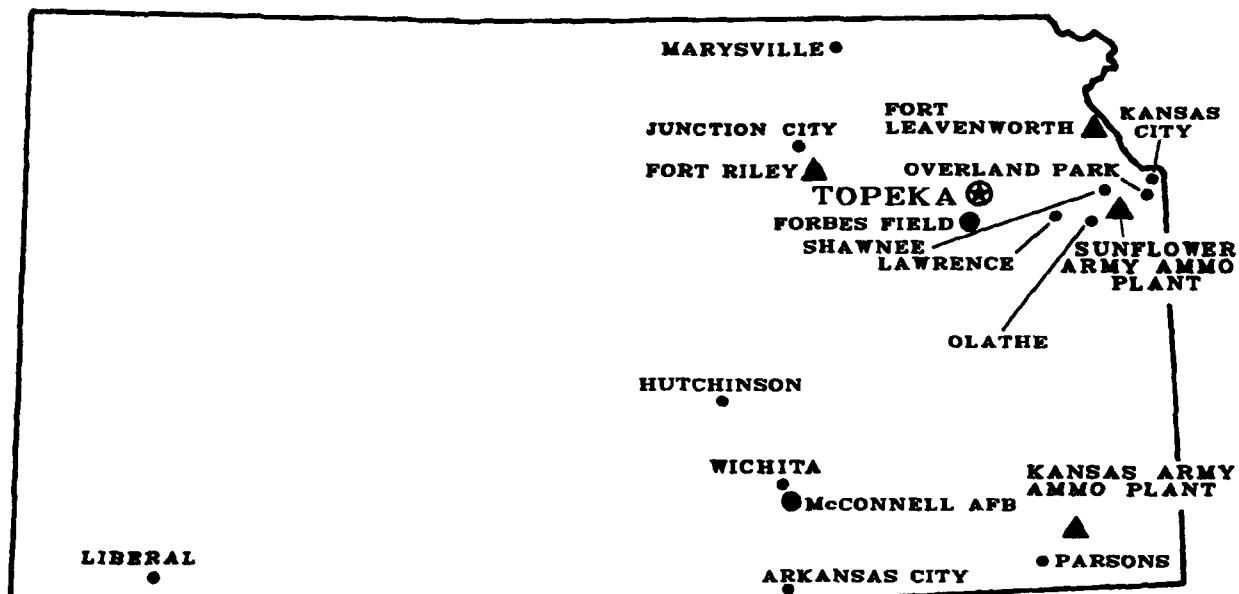 MARYSVILLE
FORT
LEAVENWORTH
KANSAS
CITY
JUNCTION CITY
FORT RILEY
OVERLAND PARK
TOPEKA
FORBES FIELD
SHAWNEE
LAWRENCE
SUNFLOWER
ARMY AMMO
PLANT
OLATHE
HUTCHINSON
WICHITA
McCONNELL AFB
KANSAS ARMY
AMMO PLANT
LIBERAL
ARKANSAS CITY
PARSONS